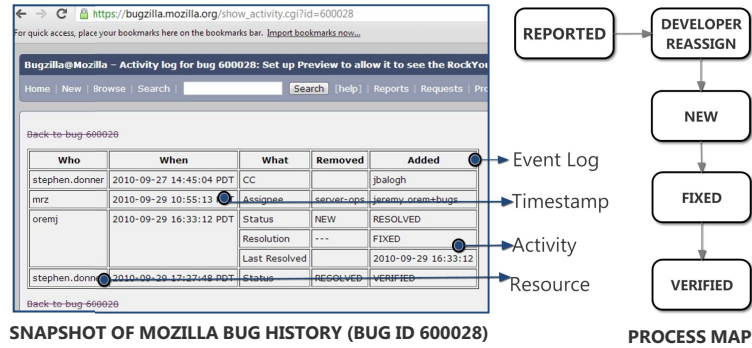 https://bugzilla.mozilla.org/show_activity.cgi?id=600028
For quick access, place your bookmarks here on the bookmarks bar. Import bookmarks now...
Bugzilla@Mozilla – Activity log for bug 600028: Set up Preview to allow it to see the RockYou
Home | New | Browse | Search | Search [help] | Reports | Requests | Pro
Back to bug 600028
Who When What Removed Added
stephen.donner 2010-09-27 14:45:04 PDT CC jbalogh
mrz 2010-09-29 10:55:13 PDT Assignee server-ops jeremy.orem+bugs
oremj 2010-09-29 16:33:12 PDT Status NEW RESOLVED
Resolution --- FIXED
Last Resolved 2010-09-29 16:33:12
stephen.donner 2010-09-29 17:27:48 PDT Status RESOLVED VERIFIED
Back to bug 600028
Event Log
Timestamp
Activity
Resource
SNAPSHOT OF MOZILLA BUG HISTORY (BUG ID 600028)
REPORTED
DEVELOPER
REASSIGN
NEW
FIXED
VERIFIED
PROCESS MAP